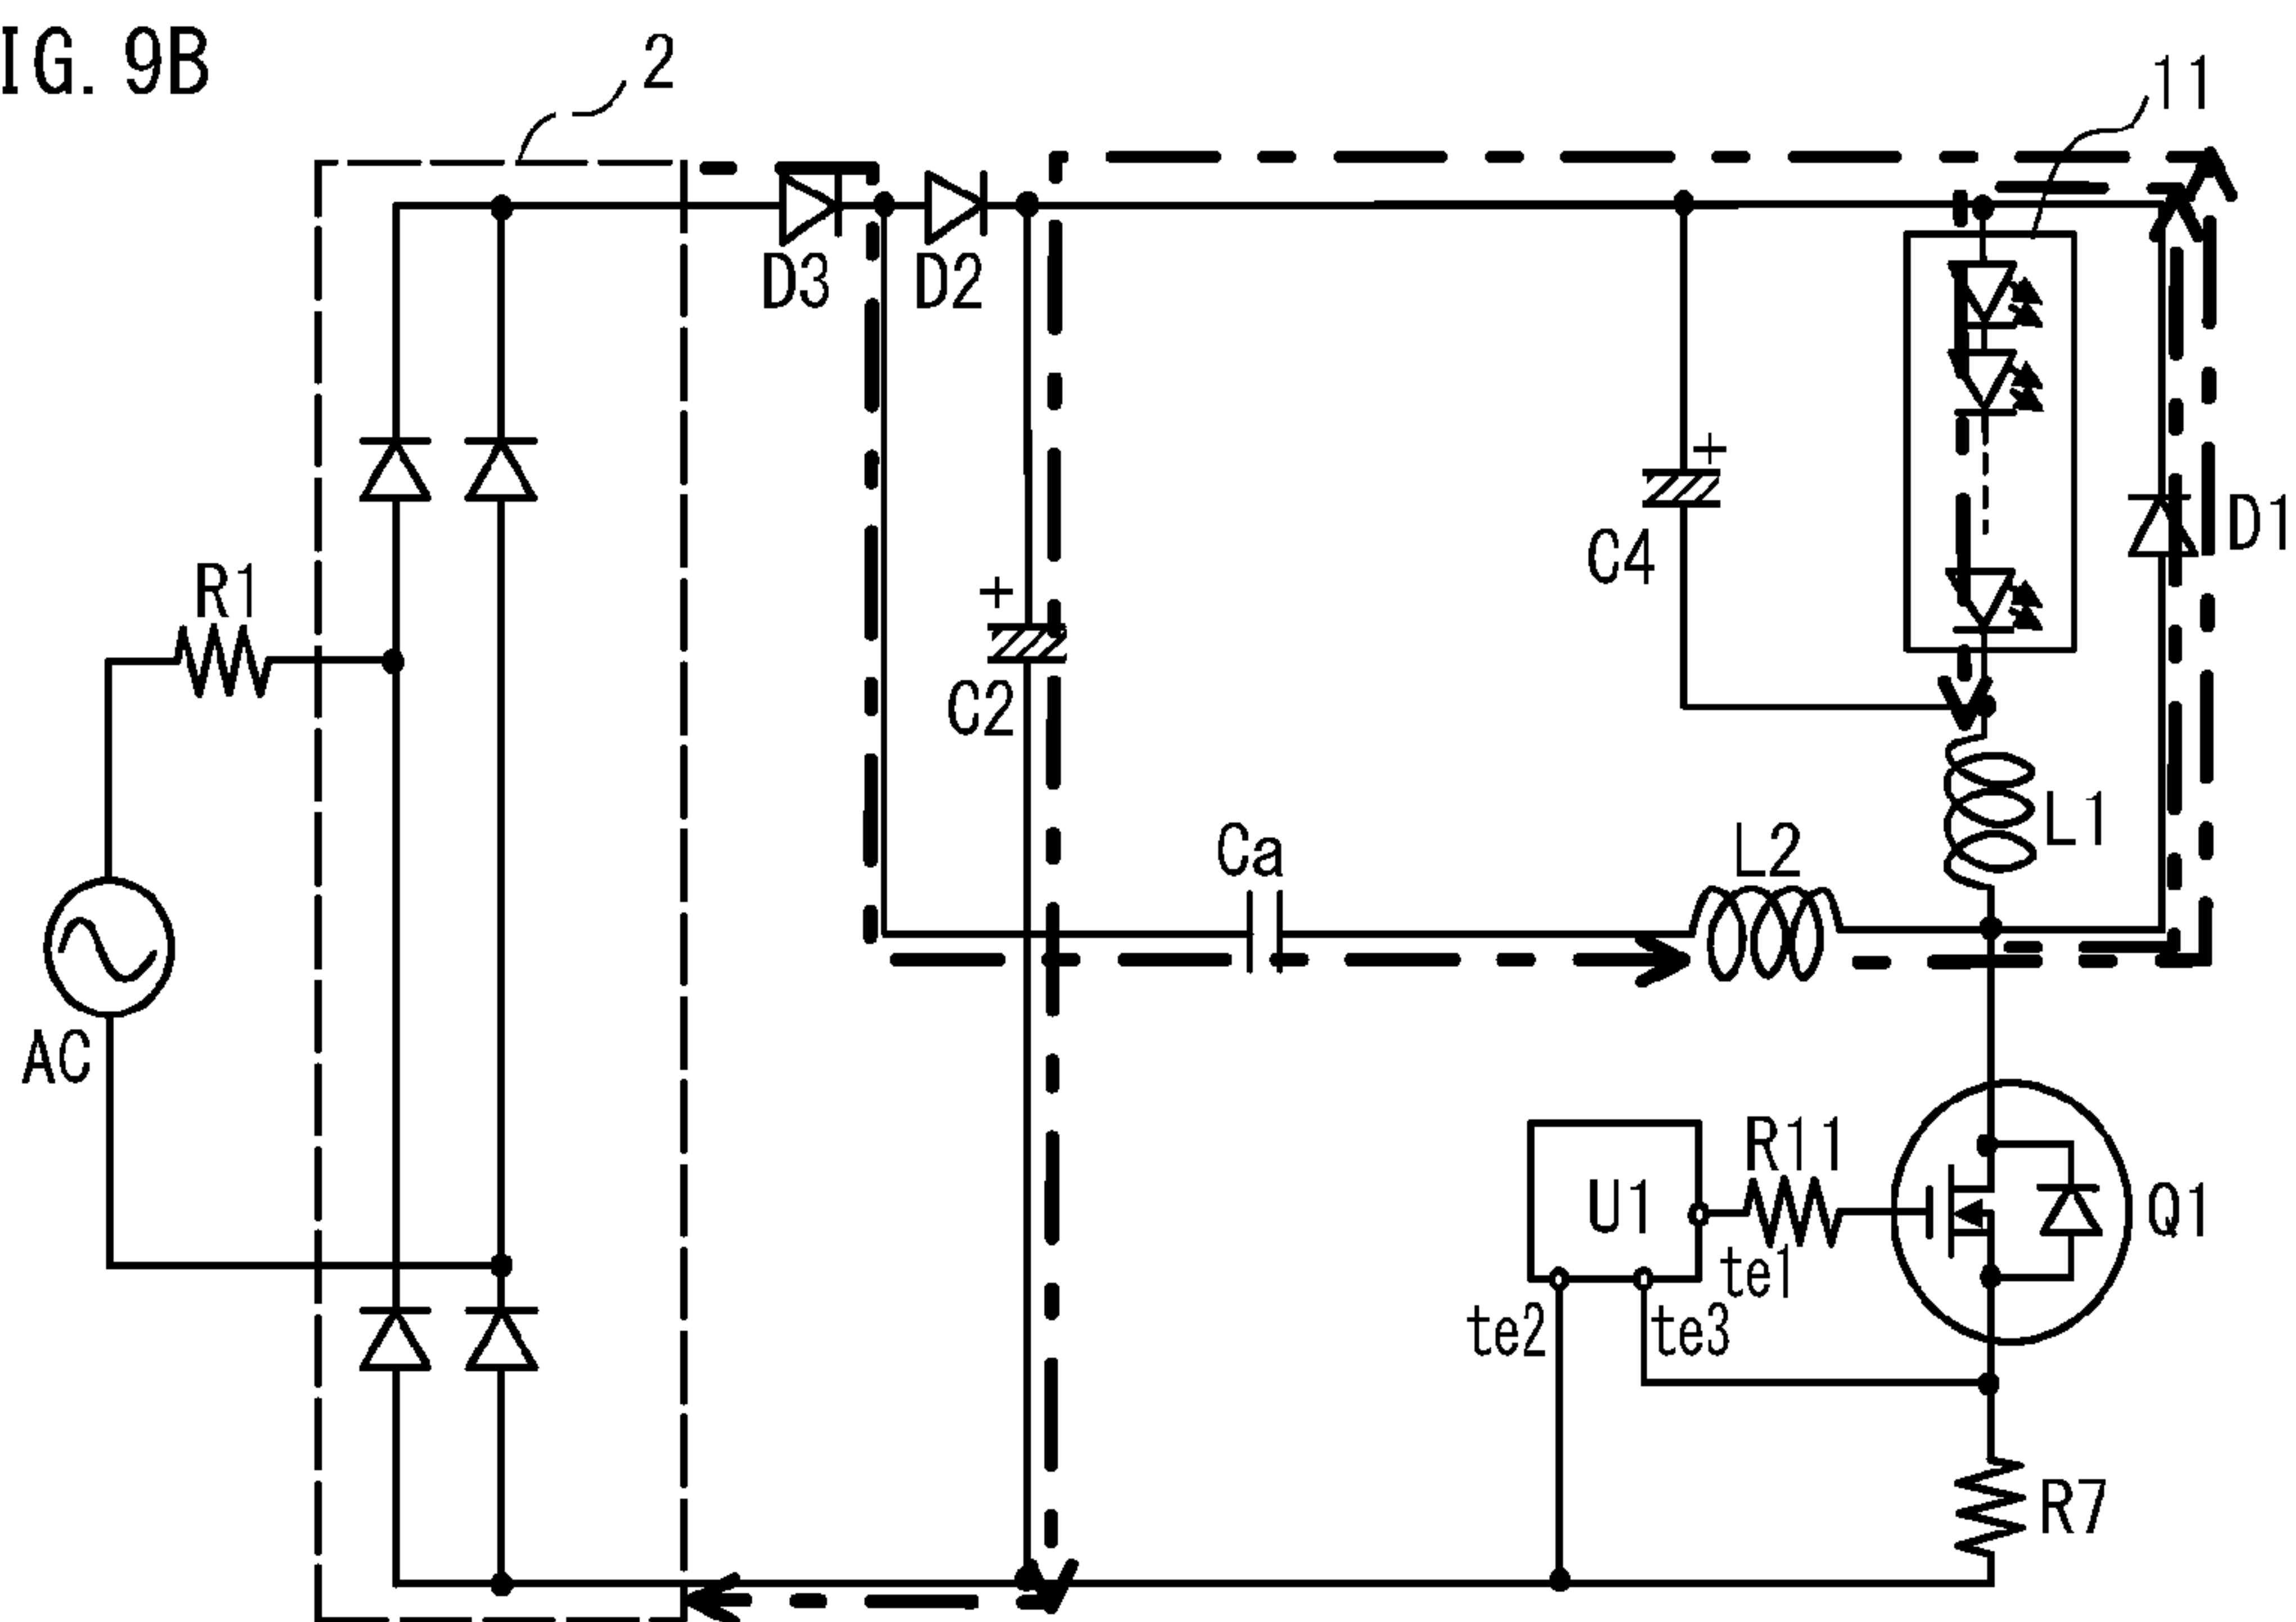 IG. 9B
2
11
D3
D2
D1
R1
+
C4
+
C2
L1
Ca
L2
AC
R11
U1
Q1
te1
te2
te3
R7